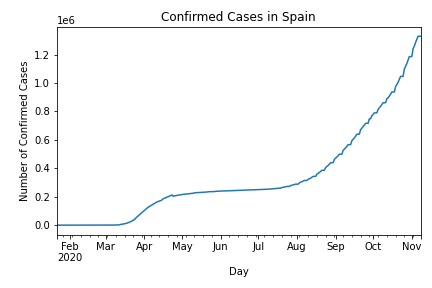 Confirmed Cases in Spain
1e6
1.2
1.0
0.8
0.6
0.4
0.2
0.0
Number of Confirmed Cases
Feb Mar Apr May Jun Jul Aug Sep Oct Nov
2020
Day